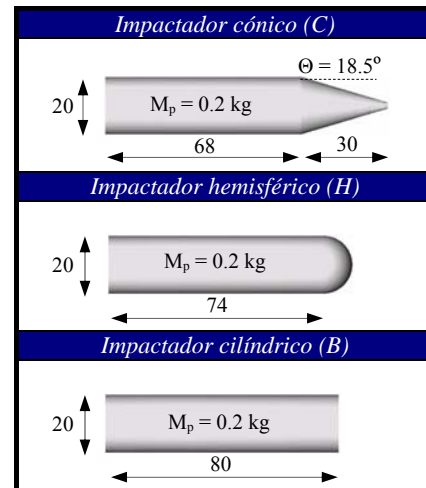 Impactador cónico (C)
Θ = 18.5º
20
Mₚ = 0.2 kg
68
30
Impactador hemisférico (H)
20
Mₚ = 0.2 kg
74
Impactador cilíndrico (B)
20
Mₚ = 0.2 kg
80